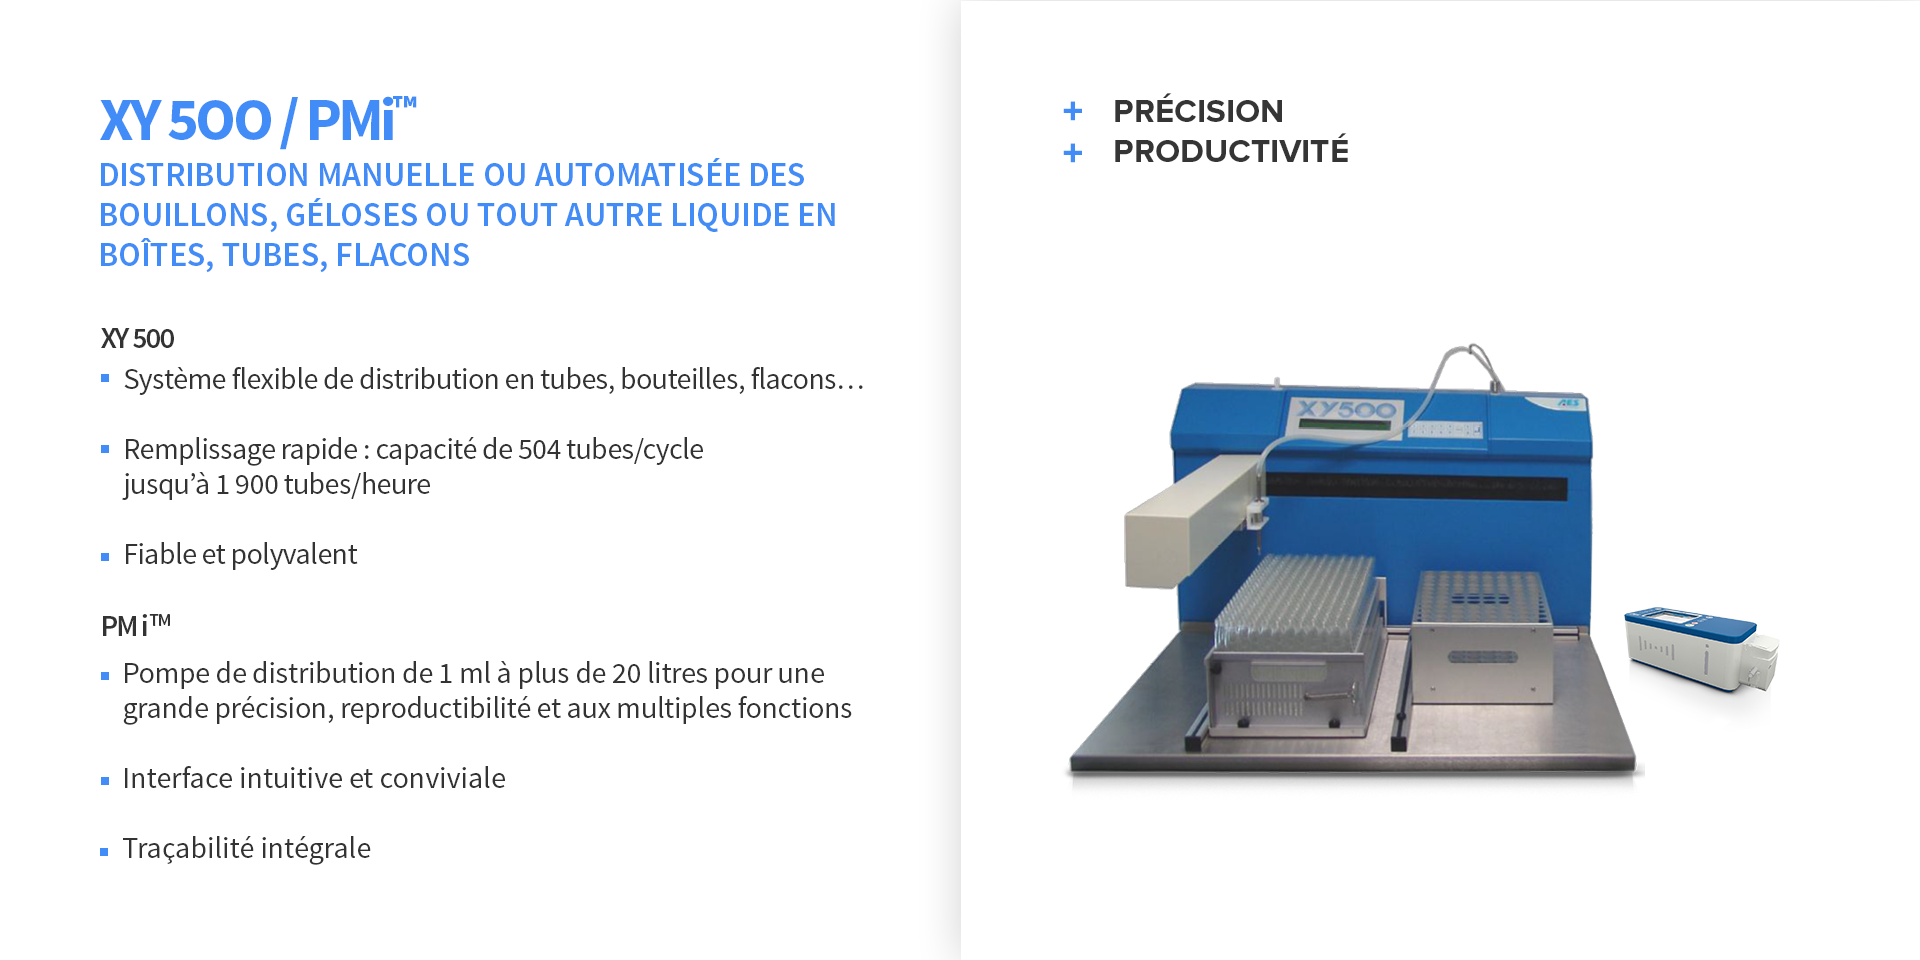 XY 500 / PMi™
DISTRIBUTION MANUELLE OU AUTOMATISÉE DES
BOUILLONS, GÉLOSES OU TOUT AUTRE LIQUIDE EN
BOÎTES, TUBES, FLACONS
XY 500
Système flexible de distribution en tubes, bouteilles, flacons…
Remplissage rapide : capacité de 504 tubes/cycle
jusqu’à 1 900 tubes/heure
Fiable et polyvalent
PM i™
Pompe de distribution de 1 ml à plus de 20 litres pour une
grande précision, reproductibilité et aux multiples fonctions
Interface intuitive et conviviale
Traçabilité intégrale
+ PRÉCISION
+ PRODUCTIVITÉ
XY500
AES